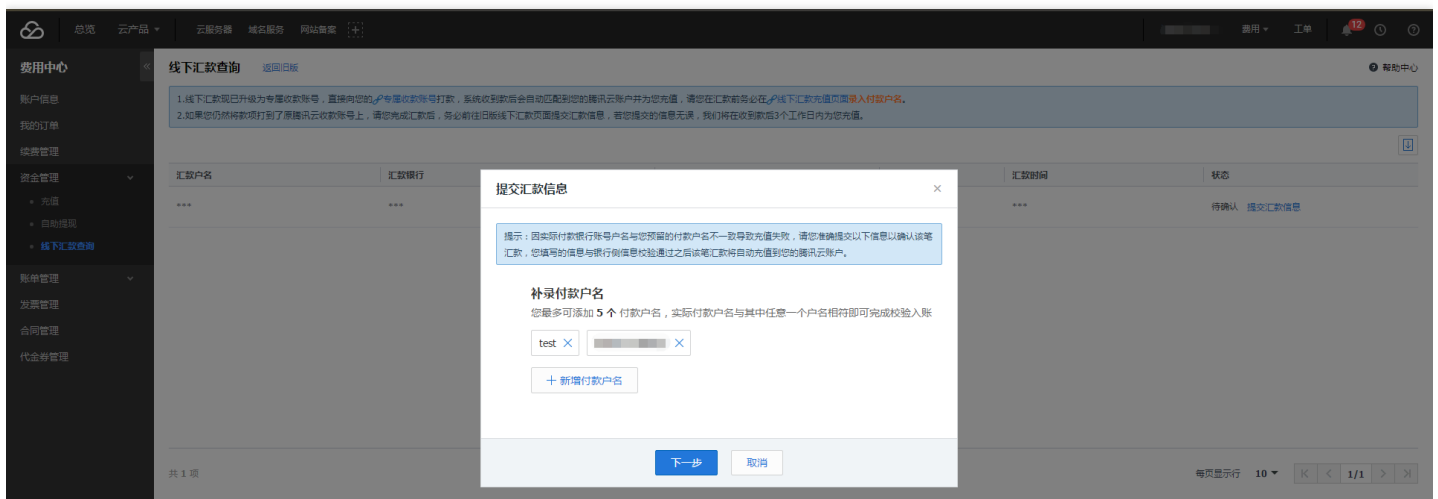 总览 云产品 云服务器 域名服务 网站备案 费用 工单 12
费用中心
线下汇款查询 返回旧版 帮助中心
账户信息
我的订单
续费管理
资金管理
充值
自助提现
线下汇款查询
账单管理
发票管理
合同管理
代金券管理
1.线下汇款现已升级为专属收款账号,直接向您的专属收款账号打款,系统收到款后会自动匹配到您的腾讯云账户并为您充值,请您在汇款前务必在线下汇款充值页面录入付款户名。
2.如果您仍然将款项打到了原腾讯云收款账号上,请您完成汇款后,务必前往旧版线下汇款页面提交汇款信息,若您提交的信息无误,我们将在收到款后3个工作日内为您充值。
汇款户名 汇款银行 汇款时间 状态
*** *** *** 待确认 提交汇款信息
提交汇款信息
提示:因实际付款银行账号户名与您预留的付款户名不一致导致充值失败,请您准确提交以下信息以确认该笔
汇款,您填写的信息与银行侧信息校验通过之后该笔汇款将自动充值到您的腾讯云账户。
补录付款户名
您最多可添加 5 个 付款户名,实际付款户名与其中任意一个户名相符即可完成校验入账
test
新增付款户名
下一步 取消
共 1 项 每页显示行 10 1/1